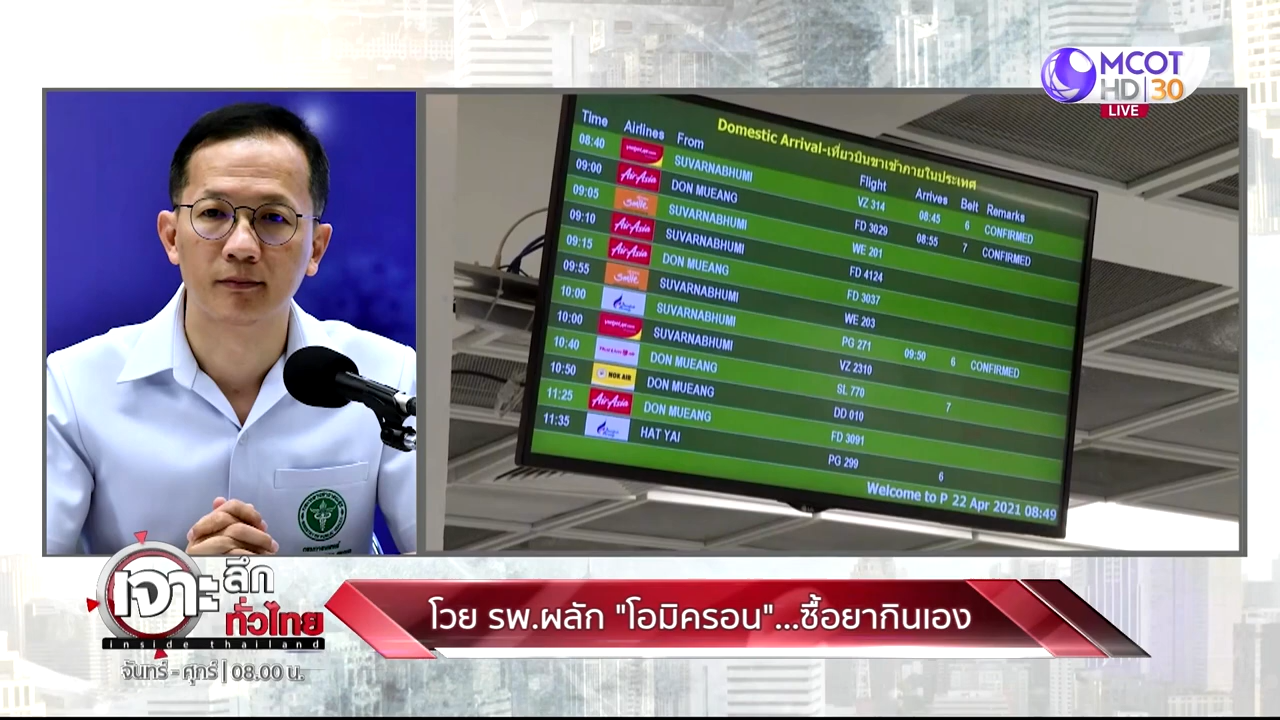 MCOT
HD 30
LIVE
Domestic Arrival-เที่ยวบินขาเข้าภายในประเทศ
Time Airlines From Flight Arrives Belt Remarks
08:40 vietjetair.com SUVARNABHUMI VZ 314 08:45 6 CONFIRMED
09:00 AirAsia DON MUEANG FD 3029 08:55 7 CONFIRMED
09:05 Smile SUVARNABHUMI WE 201
09:10 AirAsia SUVARNABHUMI FD 4124
09:15 AirAsia DON MUEANG FD 3037
09:55 Smile SUVARNABHUMI WE 203
10:00 SUVARNABHUMI PG 271 09:50 6 CONFIRMED
10:00 vietjetair.com SUVARNABHUMI VZ 2310
10:40 DON MUEANG SL 770 7
10:50 NOK AIR DON MUEANG DD 010
11:25 AirAsia DON MUEANG FD 3091
11:35 HAT YAI PG 299 6
Welcome to P 22 Apr 2021 08:49
เจาะลึกทั่วไทย
inside thailand
จันทร์ - ศุกร์ | 08.00 น.
โวย รพ.ผลัก "โอมิครอน"...ซื้อยากินเอง